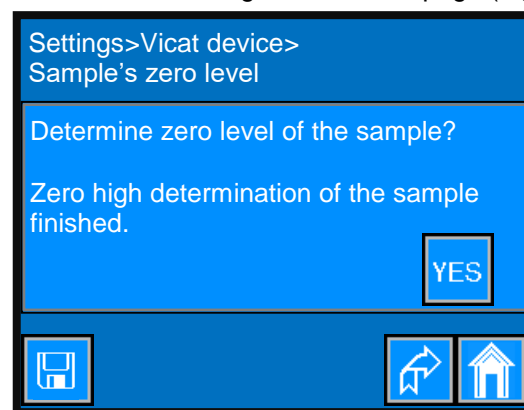 Settings>Vicat device>
Sample's zero level
Determine zero level of the sample?
Zero high determination of the sample
finished.
YES